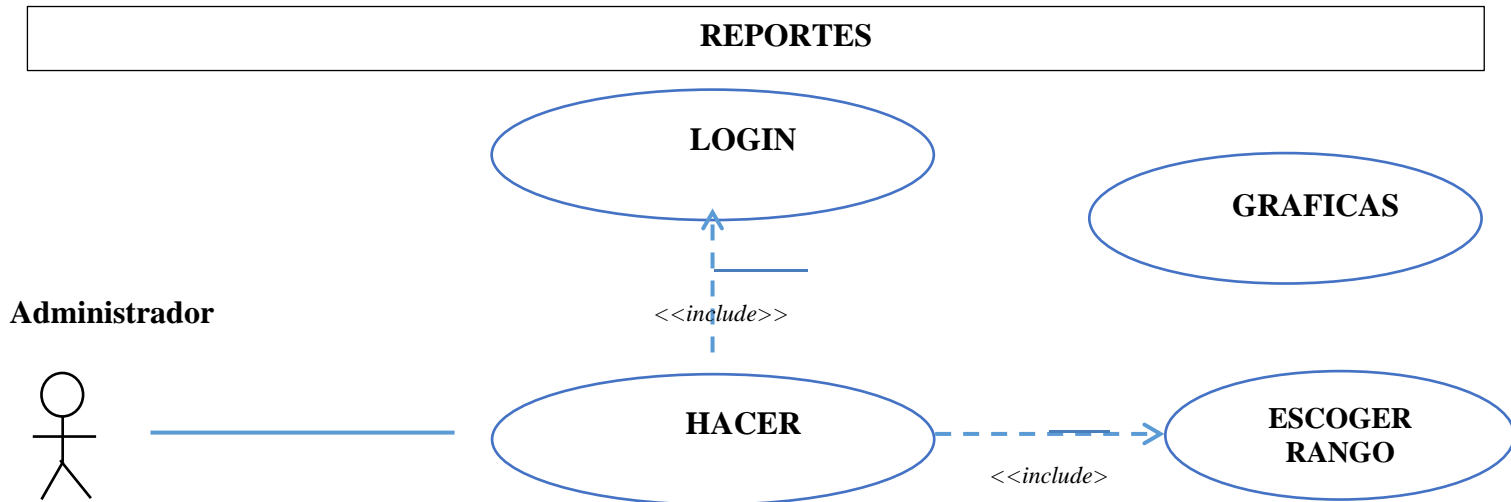 REPORTES
LOGIN
GRAFICAS
Administrador
<<include>>
HACER
ESCOGER
RANGO
<<include>